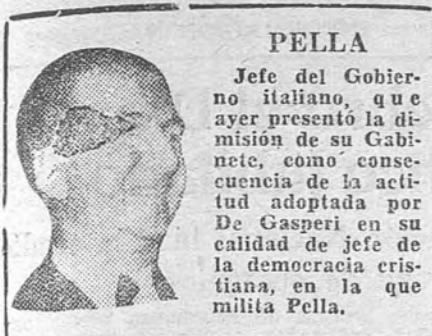 PELLA
Jefe del Gobier-
no italiano, que
ayer presentó la di-
misión de su Gabi-
nete, como conse-
cuencia de la acti-
tud adoptada por
De Gasperi en su
calidad de jefe de
la democracia cris-
tiana, en la que
milita Pella.